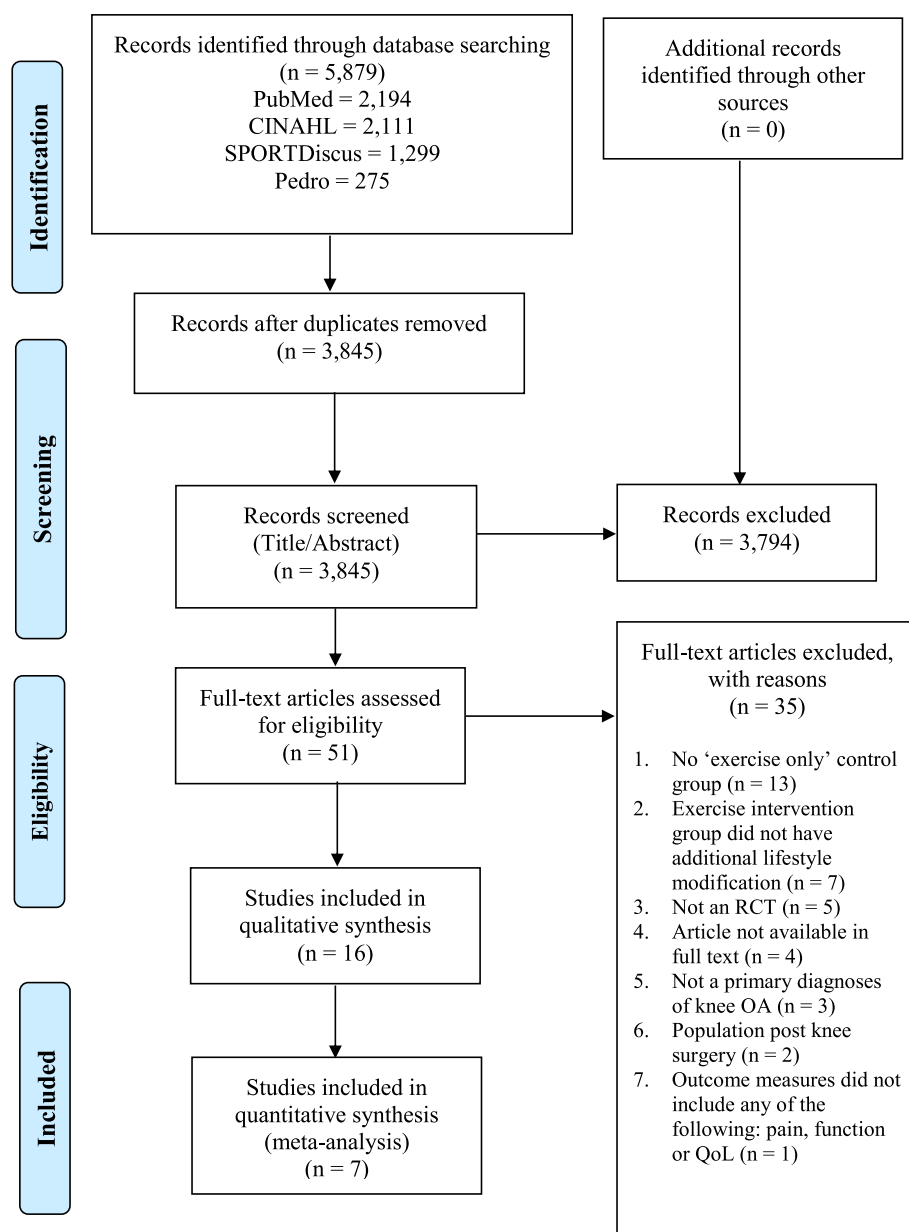 Identification
Records identified through database searching
(n = 5,879)
PubMed = 2,194
CINAHL = 2,111
SPORTDiscus = 1,299
Pedro = 275
Additional records
identified through other
sources
(n = 0)
Records after duplicates removed
(n = 3,845)
Screening
Records screened
(Title/Abstract)
(n = 3,845)
Records excluded
(n = 3,794)
Eligibility
Full-text articles assessed
for eligibility
(n = 51)
Full-text articles excluded,
with reasons
(n = 35)
1. No ‘exercise only’ control
group (n = 13)
2. Exercise intervention
group did not have
additional lifestyle
modification (n = 7)
3. Not an RCT (n = 5)
4. Article not available in
full text (n = 4)
5. Not a primary diagnoses
of knee OA (n = 3)
6. Population post knee
surgery (n = 2)
7. Outcome measures did not
include any of the
following: pain, function
or QoL (n = 1)
Studies included in
qualitative synthesis
(n = 16)
Included
Studies included in
quantitative synthesis
(meta-analysis)
(n = 7)